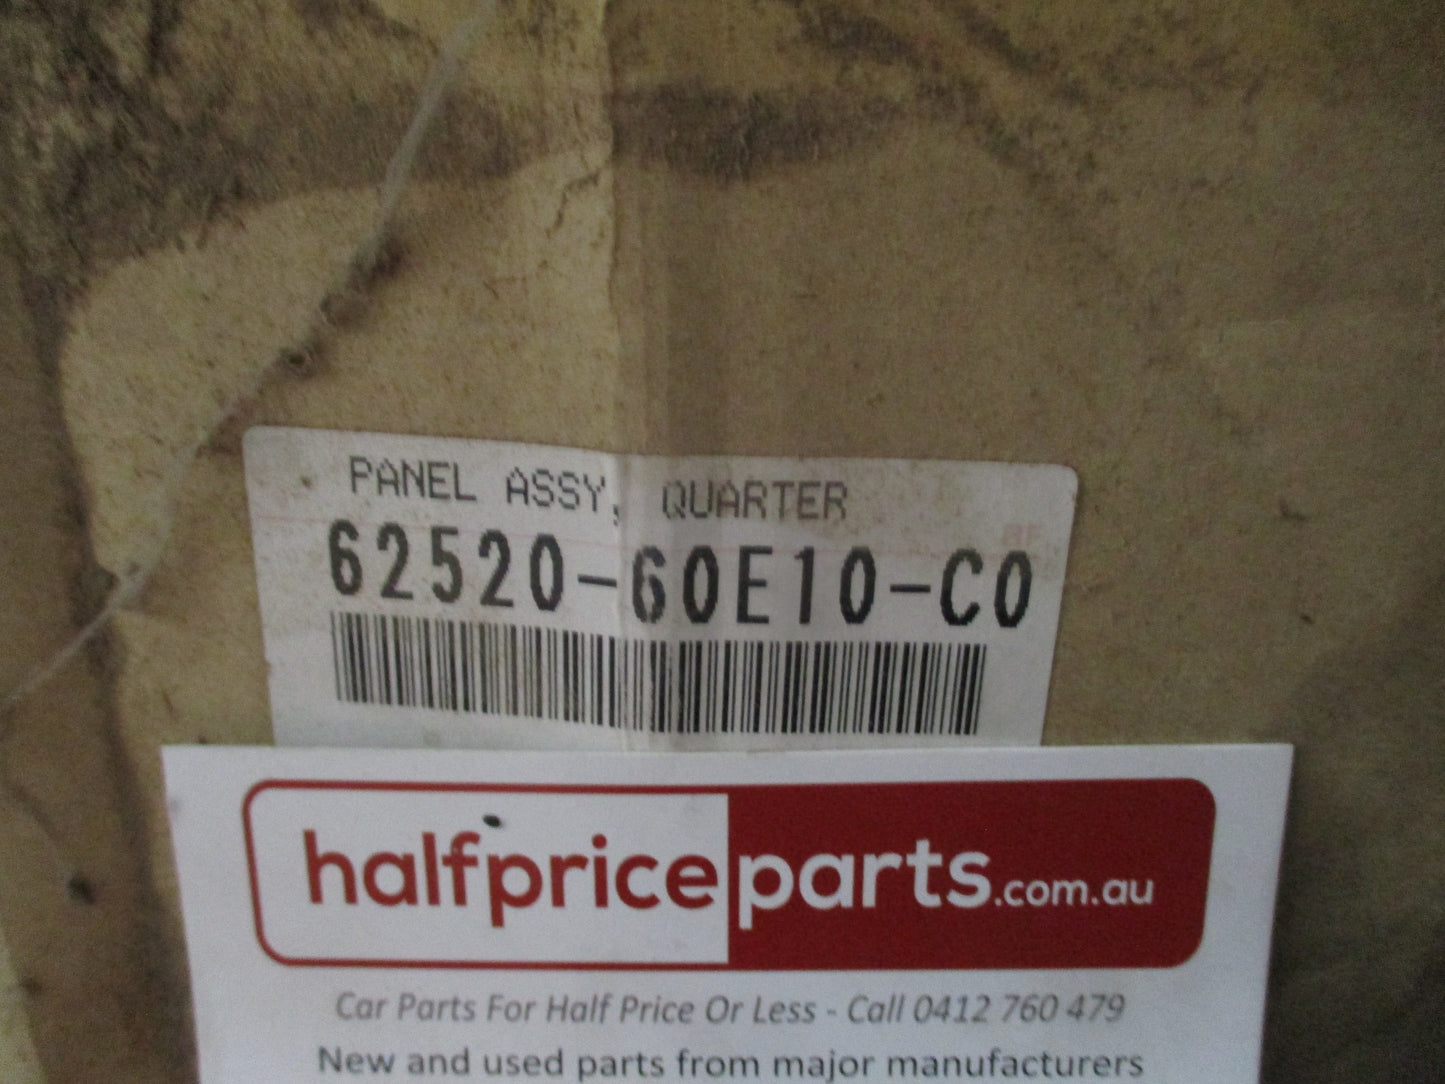 PANEL ASSY, QUARTER
62520-60E10-C0
halfpriceparts.com.au
Car Parts For Half Price Or Less - Call 0412 760 479
New and used parts from major manufacturers